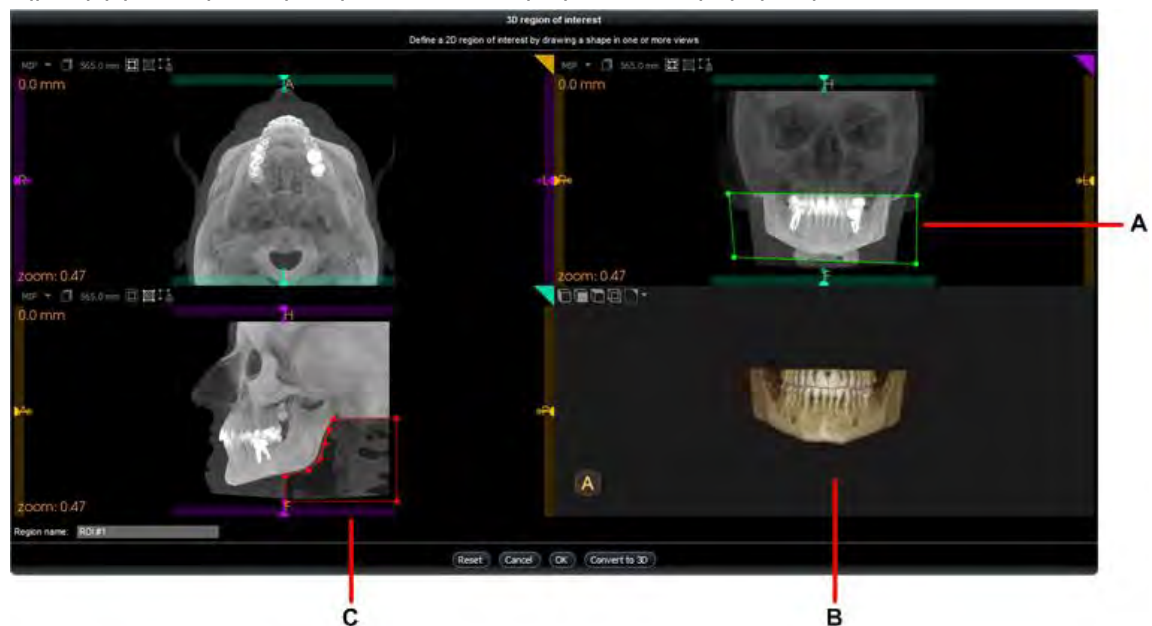 3D region of interest
Define a 2D region of interest by drawing a shape in one or more views
MIP 565.0 mm
0.0 mm
A
R
L
zoom: 0.47
MIP 565.0 mm
0.0 mm
H
R
L
F
zoom: 0.47
A
MIP 565.0 mm
0.0 mm
H
A
P
F
zoom: 0.47
A
Region name: ROI#1
Reset Cancel OK Convert to 3D
C
B